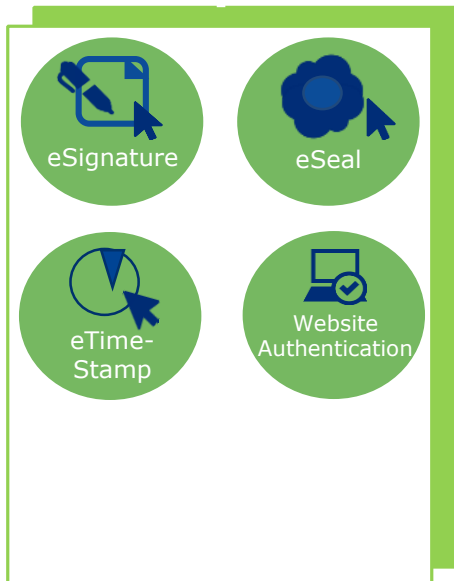 eSignature
eSeal
eTime-
Stamp
Website
Authentication